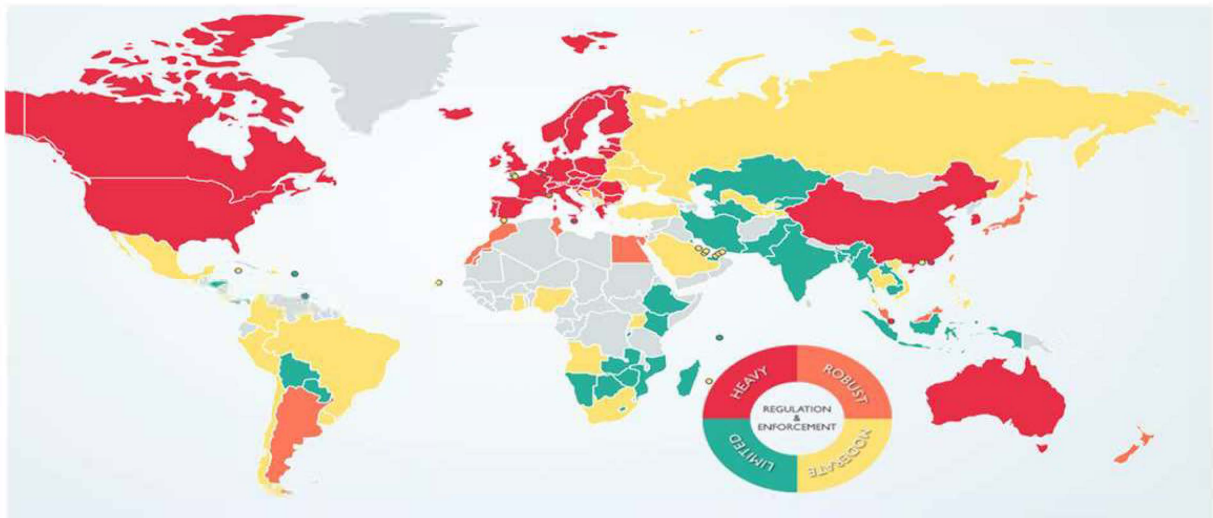 HEAVY
ROBUST
REGULATION
&
ENFORCEMENT
LIMITED
MODERATE